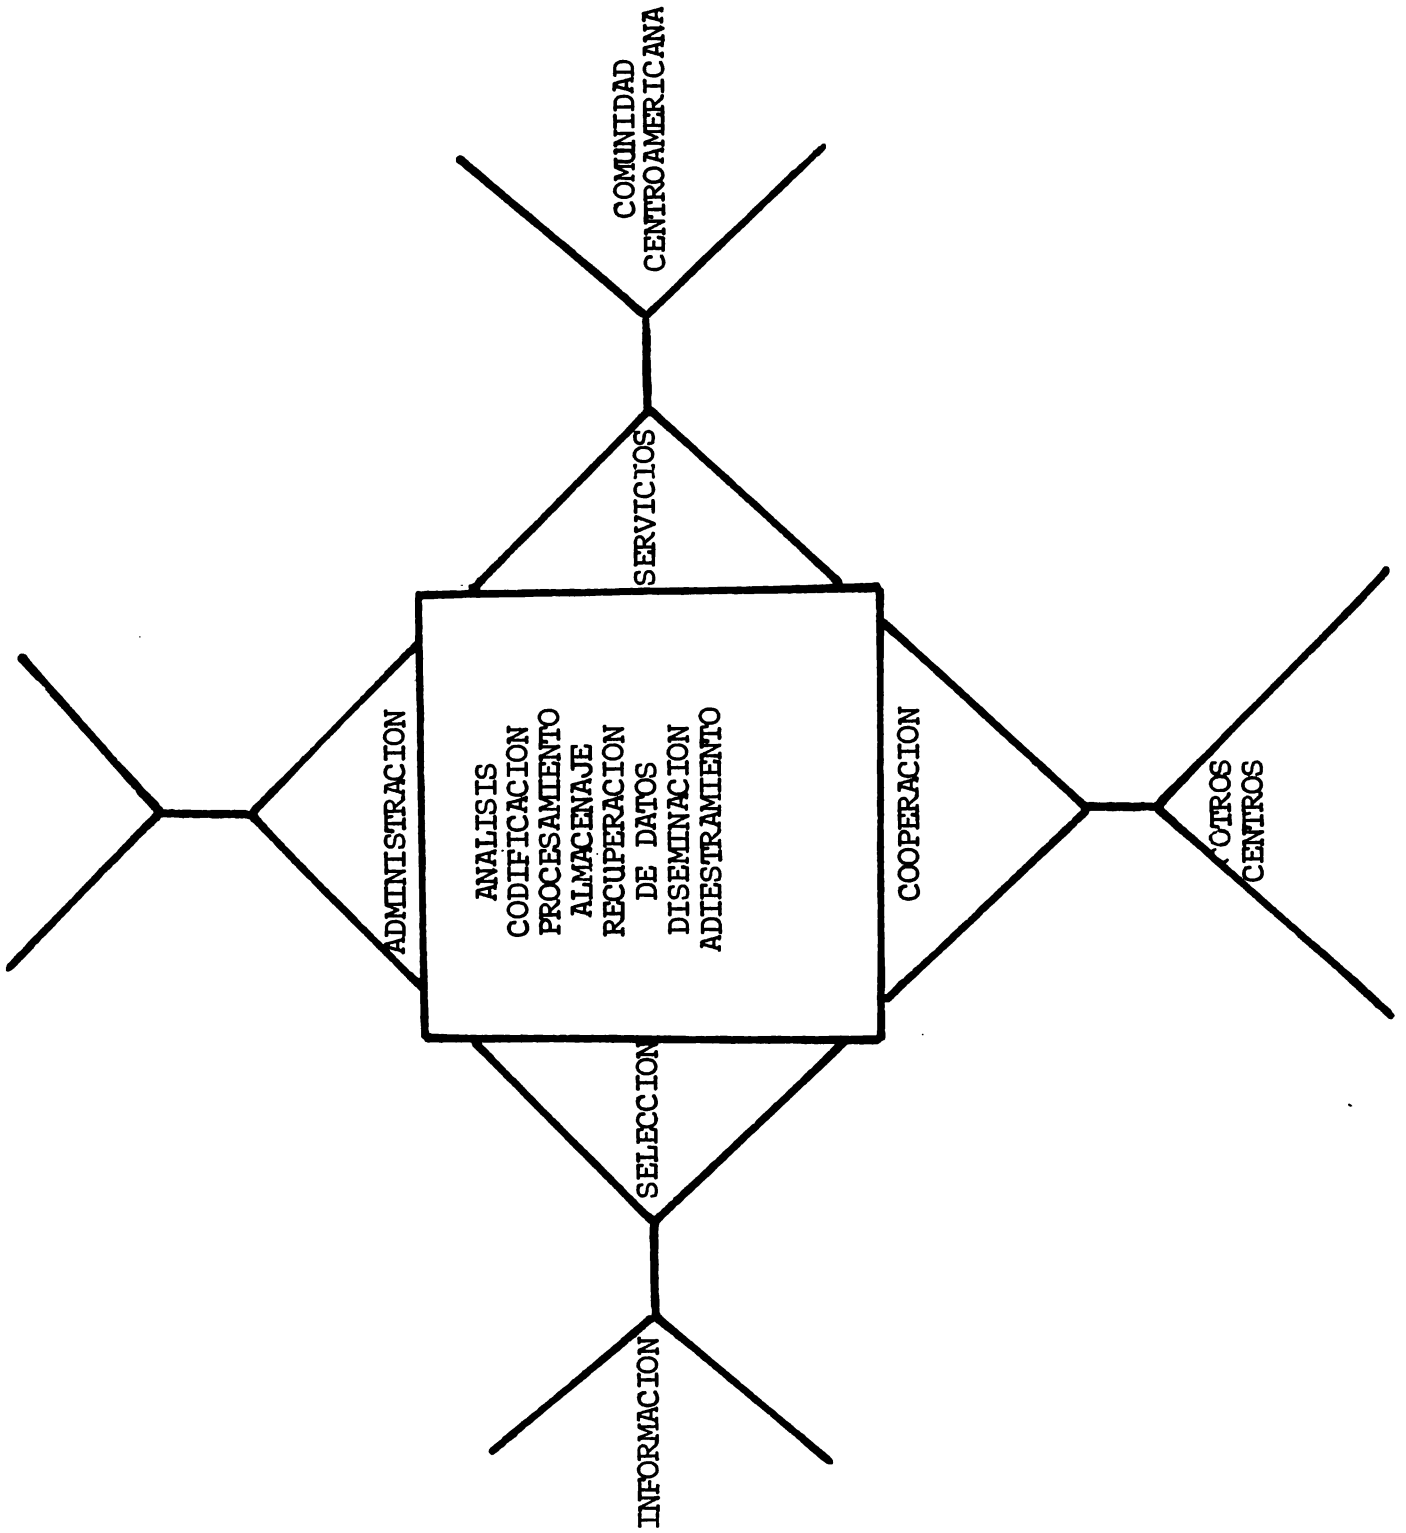 ADMINISTRACION
INFORMACION
SELECCION
ANALISIS
CODIFICACION
PROCESAMIENTO
ALMACENAJE
RECUPERACION
DE DATOS
DISEMINACION
ADIESTRAMIENTO
SERVICIOS
COMUNIDAD
CENTROAMERICANA
COOPERACION
OTROS
CENTROS